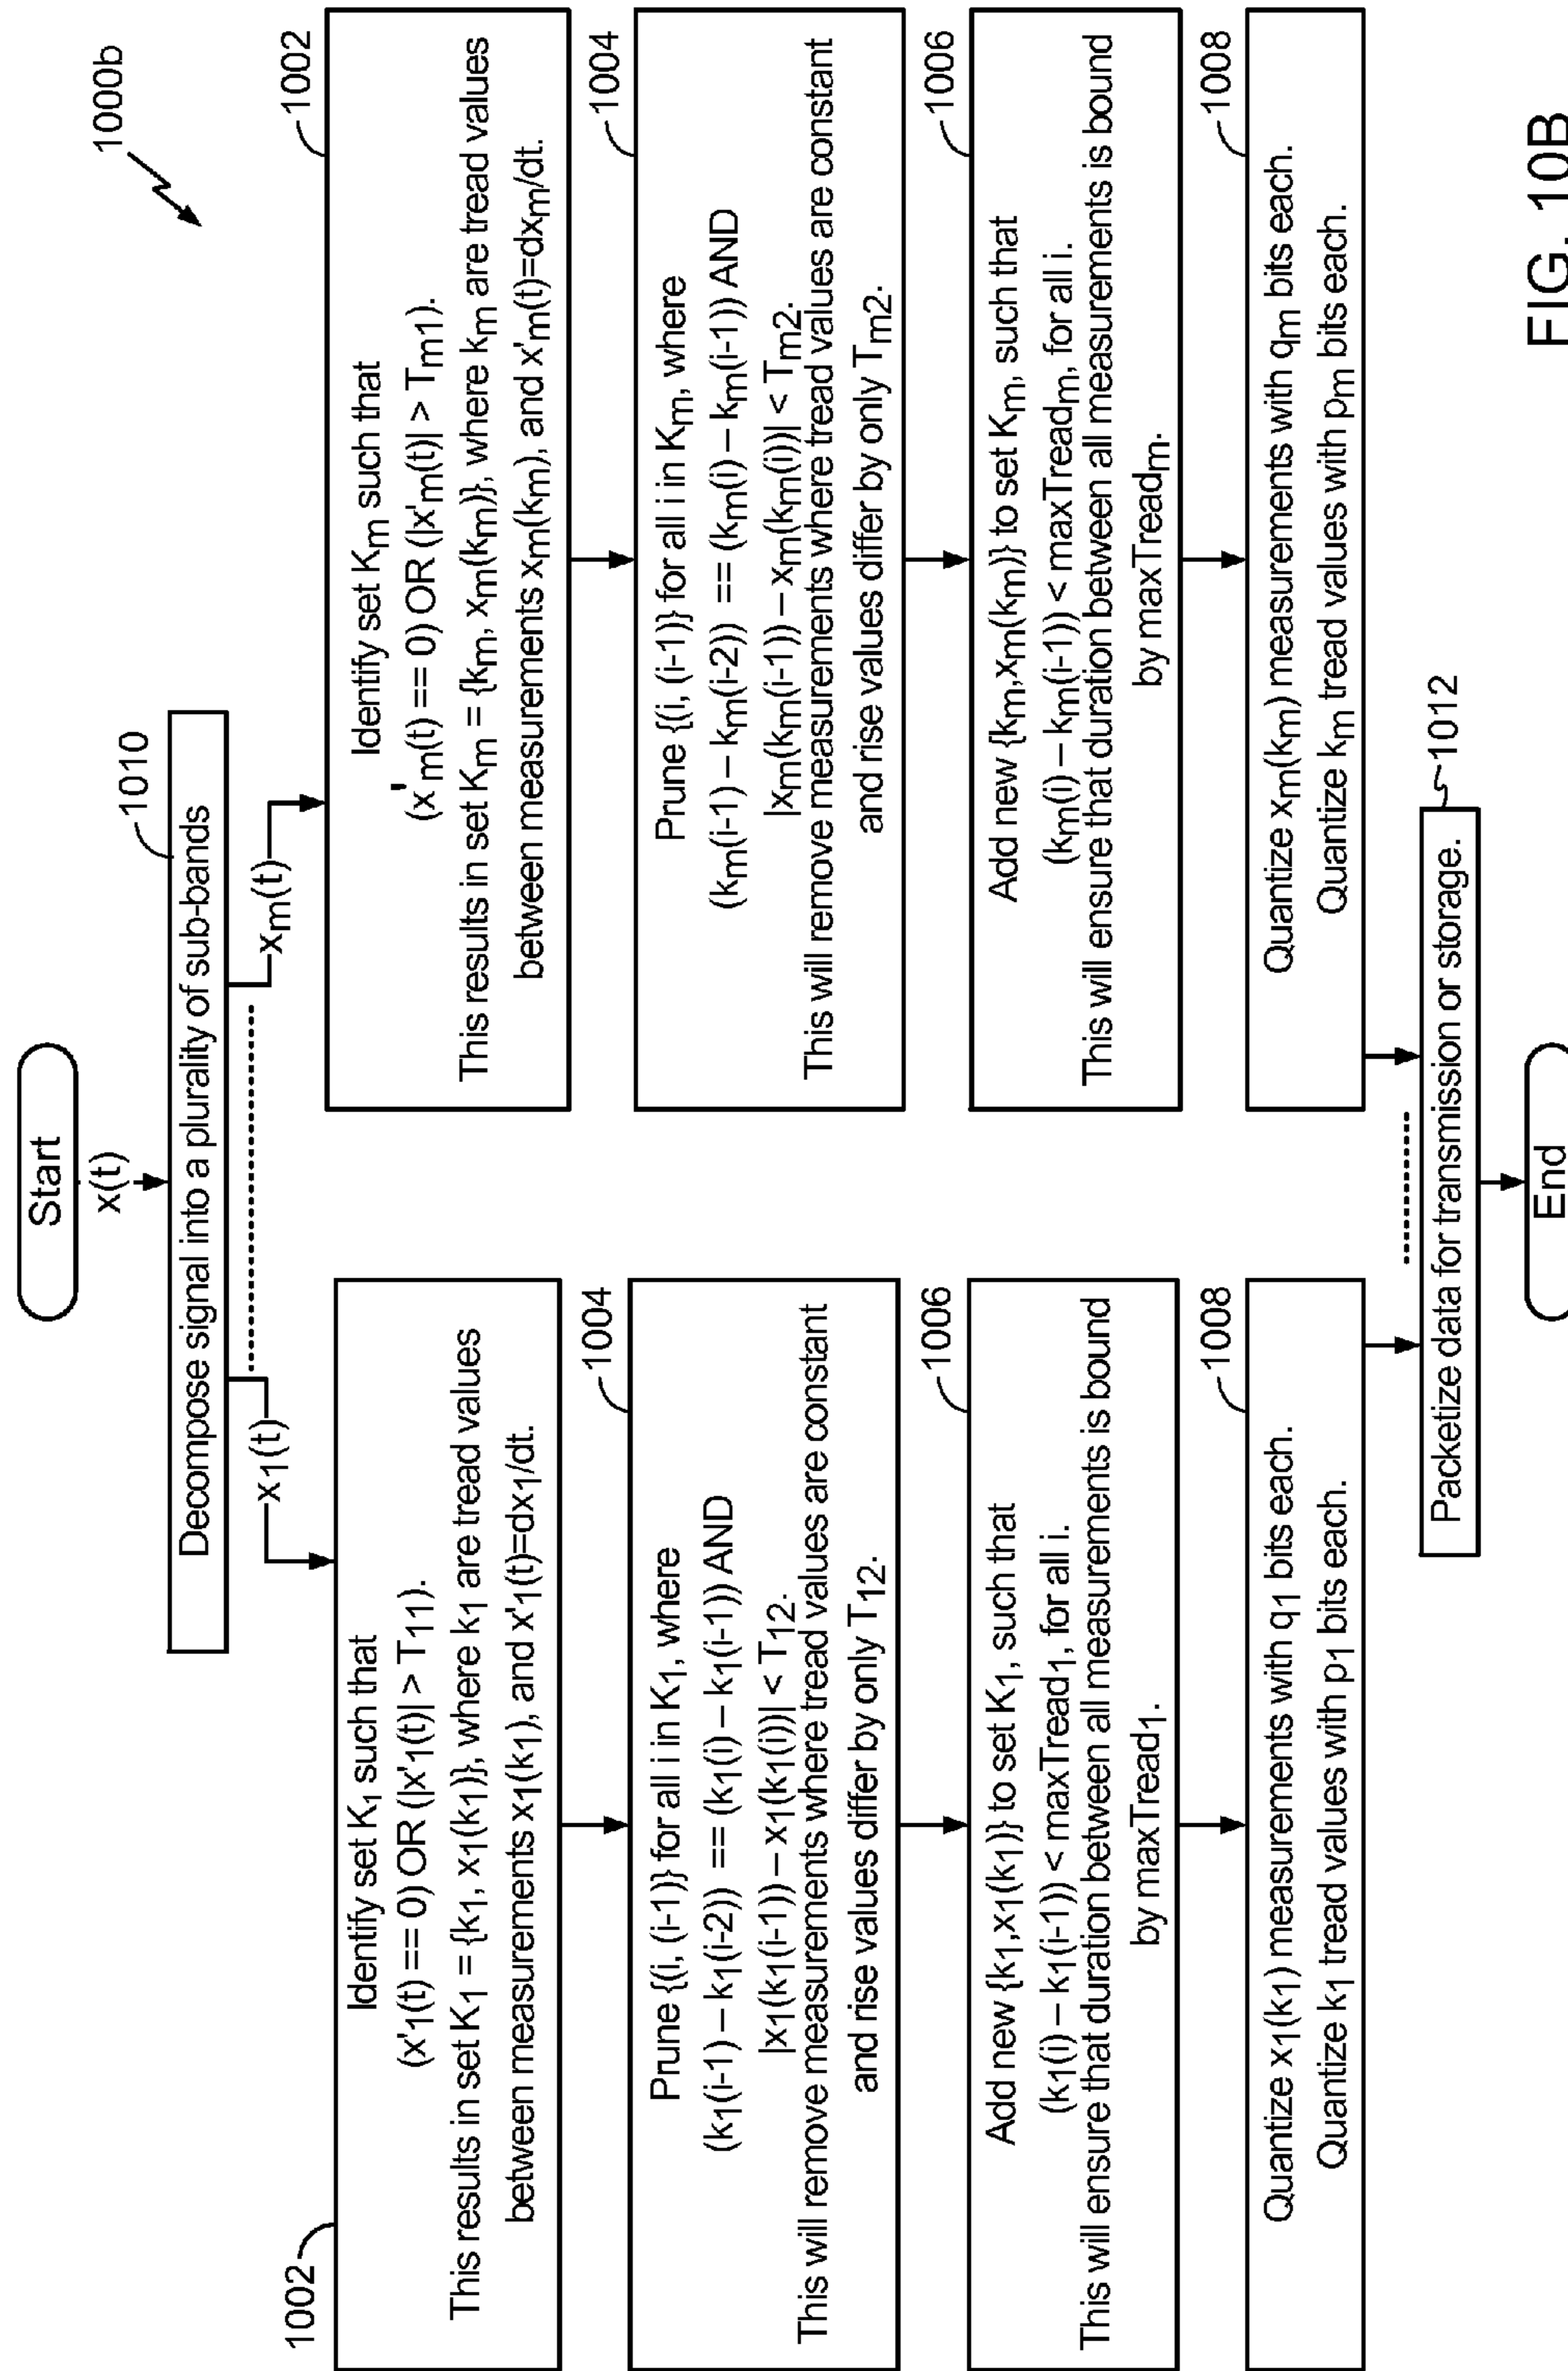 1000b
Start
x(t)
1010
Decompose signal into a plurality of sub-bands
x1(t)
xm(t)
1002
Identify set K1 such that
(x'1(t) == 0) OR (|x'1(t)| > T11).
This results in set K1 = {k1, x1(k1)}, where k1 are tread values
between measurements x1(k1), and x'1(t)=dx1/dt.
1004
Prune {(i, (i-1)} for all i in K1, where
(k1(i-1) – k1(i-2)) == (k1(i) – k1(i-1)) AND
|x1(k1(i-1)) – x1(k1(i))| < T12.
This will remove measurements where tread values are constant
and rise values differ by only T12.
1006
Add new {k1,x1(k1)} to set K1, such that
(k1(i) – k1(i-1)) < maxTread1, for all i.
This will ensure that duration between all measurements is bound
by maxTread1.
1008
Quantize x1(k1) measurements with q1 bits each.
Quantize k1 tread values with p1 bits each.
1002
Identify set Km such that
(x'm(t) == 0) OR (|x'm(t)| > Tm1).
This results in set Km = {km, xm(km)}, where km are tread values
between measurements xm(km), and x'm(t)=dxm/dt.
1004
Prune {(i, (i-1)} for all i in Km, where
(km(i-1) – km(i-2)) == (km(i) – km(i-1)) AND
|xm(km(i-1)) – xm(km(i))| < Tm2.
This will remove measurements where tread values are constant
and rise values differ by only Tm2.
1006
Add new {km,xm(km)} to set Km, such that
(km(i) – km(i-1)) < maxTreadm, for all i.
This will ensure that duration between all measurements is bound
by maxTreadm.
1008
Quantize xm(km) measurements with qm bits each.
Quantize km tread values with pm bits each.
1012
Packetize data for transmission or storage.
End
FIG. 10B